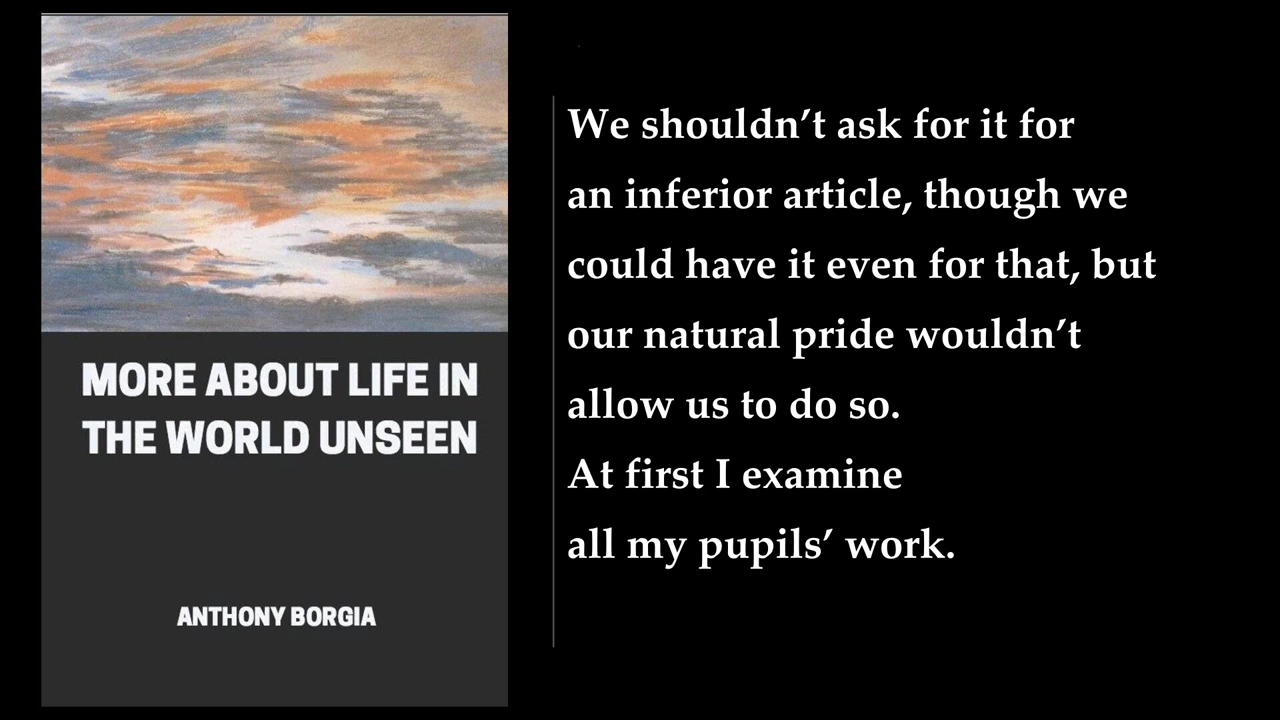 MORE ABOUT LIFE IN
THE WORLD UNSEEN
ANTHONY BORGIA
We shouldn’t ask for it for
an inferior article, though we
could have it even for that, but
our natural pride wouldn’t
allow us to do so.
At first I examine
all my pupils’ work.